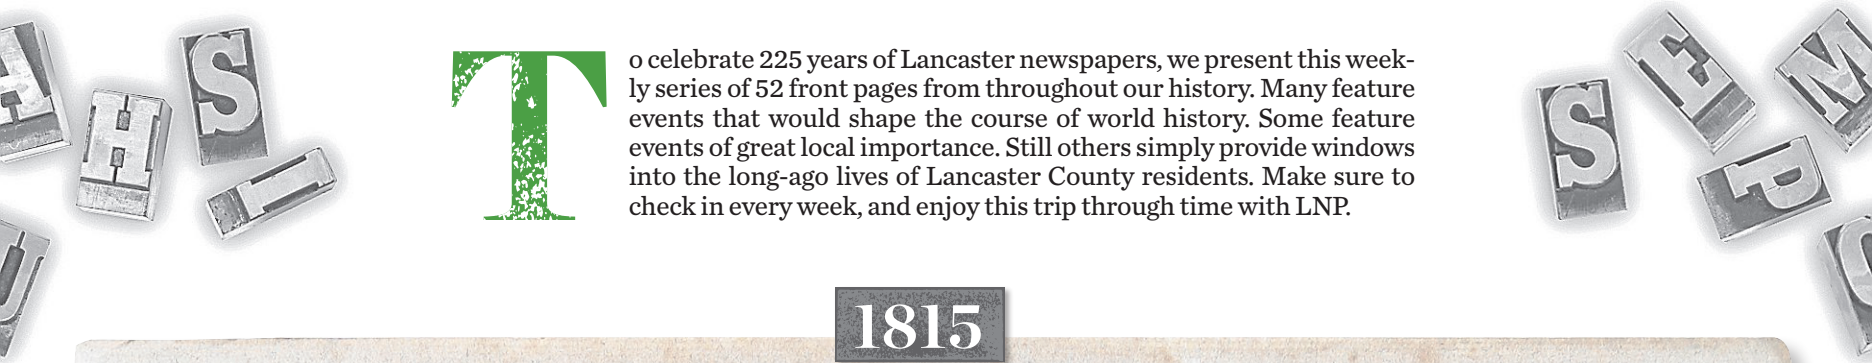 To celebrate 225 years of Lancaster newspapers, we present this week-
ly series of 52 front pages from throughout our history. Many feature
events that would shape the course of world history. Some feature
events of great local importance. Still others simply provide windows
into the long-ago lives of Lancaster County residents. Make sure to
check in every week, and enjoy this trip through time with LNP.
1815
H
S
H
I
U
S
E
M
P